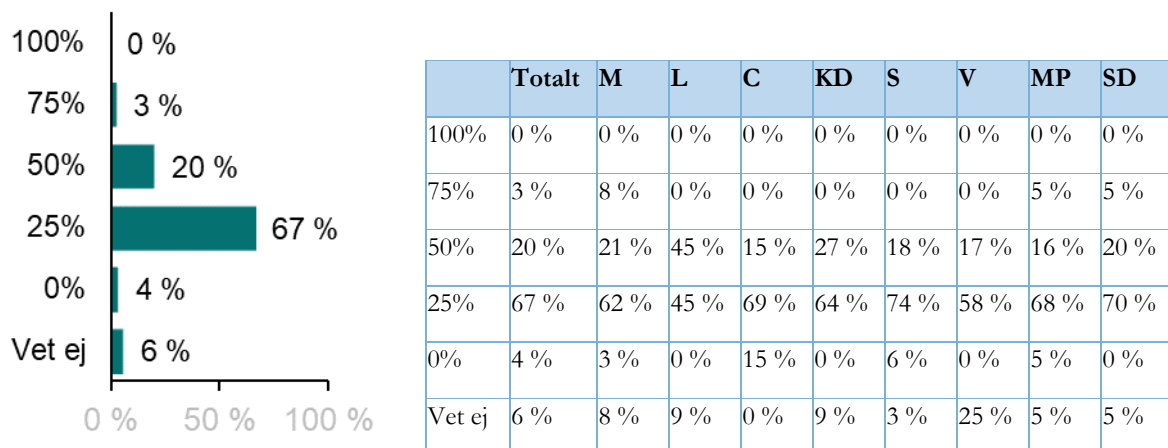 100% 0 %
75% 3 %
50% 20 %
25% 67 %
0% 4 %
Vet ej 6 %
0 % 50 % 100 %
Totalt M L C KD S V MP SD
100% 0 % 0 % 0 % 0 % 0 % 0 % 0 % 0 % 0 %
75% 3 % 8 % 0 % 0 % 0 % 0 % 0 % 5 % 5 %
50% 20 % 21 % 45 % 15 % 27 % 18 % 17 % 16 % 20 %
25% 67 % 62 % 45 % 69 % 64 % 74 % 58 % 68 % 70 %
0% 4 % 3 % 0 % 15 % 0 % 6 % 0 % 5 % 0 %
Vet ej 6 % 8 % 9 % 0 % 9 % 3 % 25 % 5 % 5 %